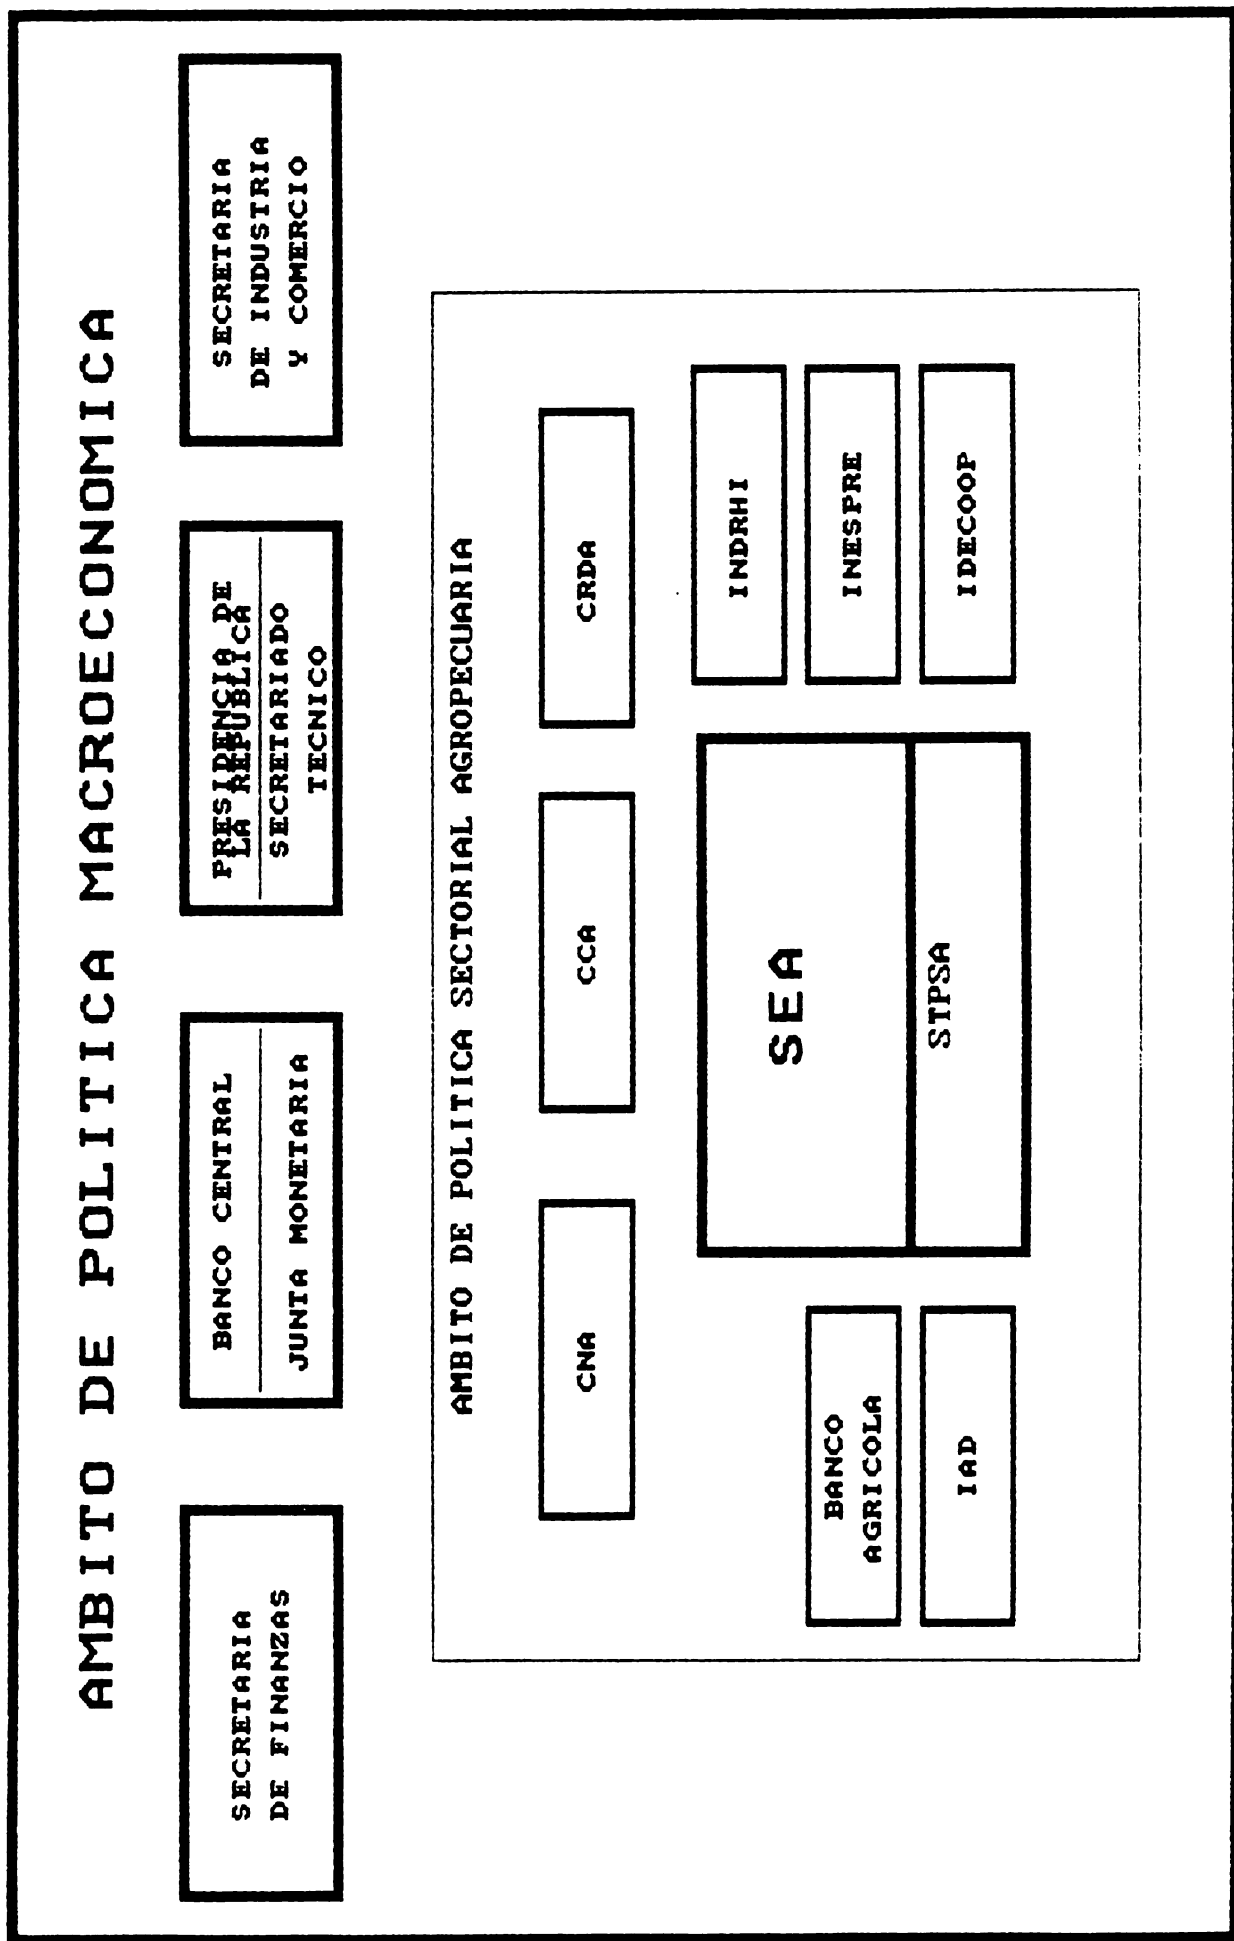 AMBITO DE POLITICA MACROECONOMICA
SECRETARIA
DE FINANZAS
BANCO CENTRAL
JUNTA MONETARIA
PRESIDENCIA DE
LA REPUBLICA
SECRETARIADO
TECNICO
SECRETARIA
DE INDUSTRIA
Y COMERCIO
AMBITO DE POLITICA SECTORIAL AGROPECUARIA
CNA
CCA
CRDA
BANCO
AGRICOLA
IAD
SEA
STPSA
INDRHI
INESPRE
IDECOOP